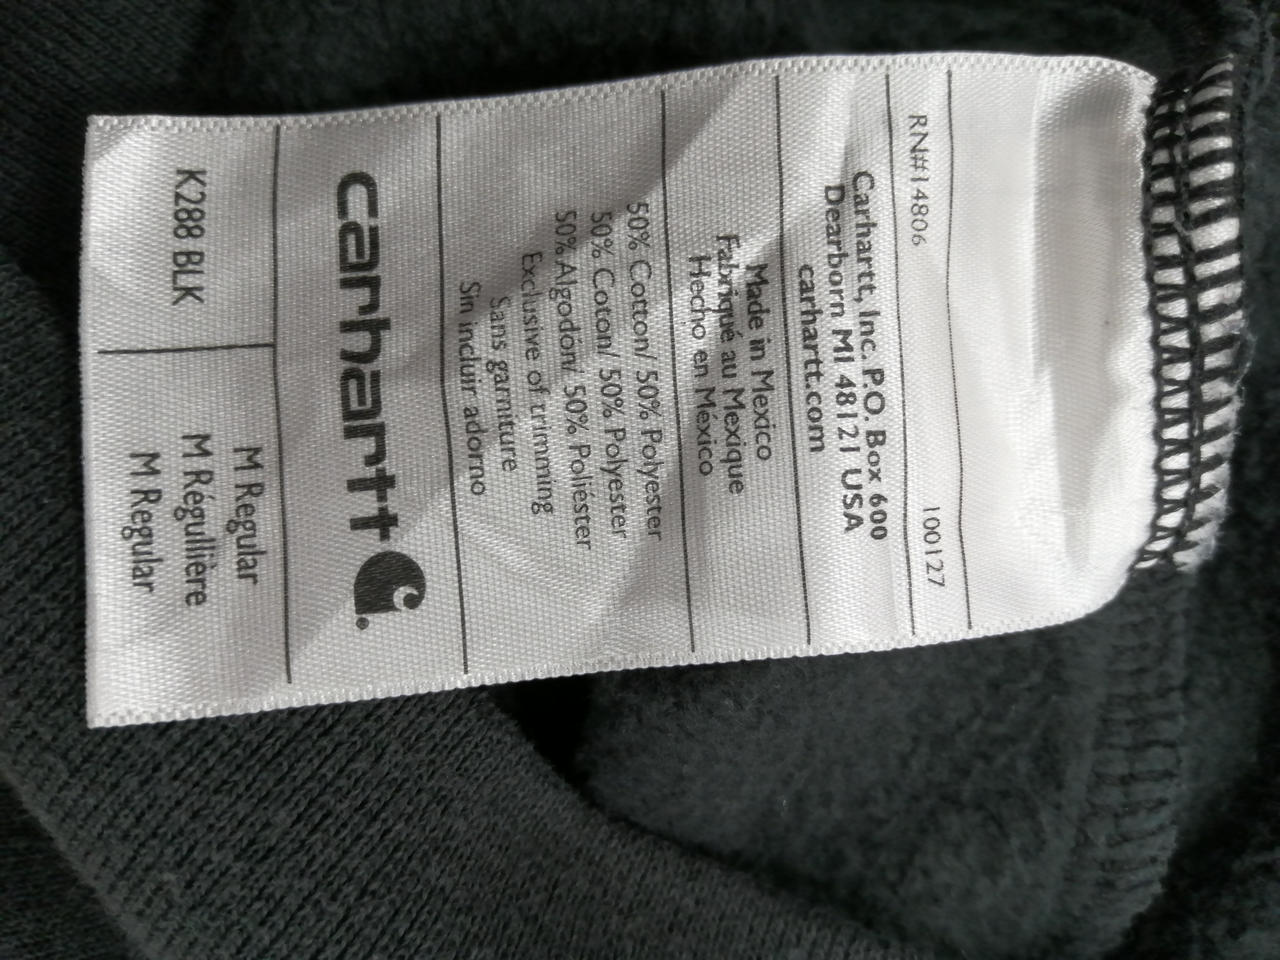 RN#14806 100127
Carhartt, Inc. P.O. Box 600
Dearborn MI 48121 USA
carhartt.com
Made in Mexico
Fabriqué au Mexique
Hecho en México
50% Cotton/ 50% Polyester
50% Coton/ 50% Polyester
50% Algodón/ 50% Poliéster
Exclusive of trimming
Sans garniture
Sin incluir adorno
carhartt
K288 BLK
M Regular
M Régullière
M Regular